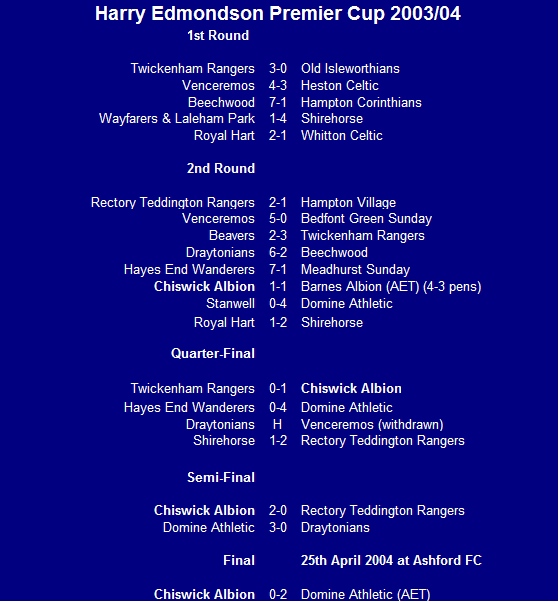 Harry Edmondson Premier Cup 2003/04
1st Round
Twickenham Rangers 3-0 Old Isleworthians
Venceremos 4-3 Heston Celtic
Beechwood 7-1 Hampton Corinthians
Wayfarers & Laleham Park 1-4 Shirehorse
Royal Hart 2-1 Whitton Celtic
2nd Round
Rectory Teddington Rangers 2-1 Hampton Village
Venceremos 5-0 Bedfont Green Sunday
Beavers 2-3 Twickenham Rangers
Draytonians 6-2 Beechwood
Hayes End Wanderers 7-1 Meadhurst Sunday
Chiswick Albion 1-1 Barnes Albion (AET) (4-3 pens)
Stanwell 0-4 Domine Athletic
Royal Hart 1-2 Shirehorse
Quarter-Final
Twickenham Rangers 0-1 Chiswick Albion
Hayes End Wanderers 0-4 Domine Athletic
Draytonians H Venceremos (withdrawn)
Shirehorse 1-2 Rectory Teddington Rangers
Semi-Final
Chiswick Albion 2-0 Rectory Teddington Rangers
Domine Athletic 3-0 Draytonians
Final 25th April 2004 at Ashford FC
Chiswick Albion 0-2 Domine Athletic (AET)